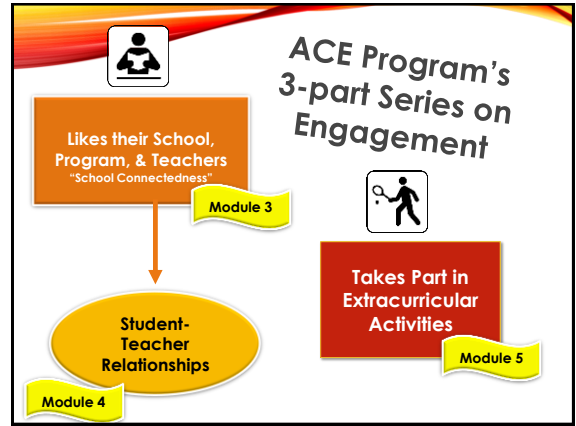 ACE Program's
3-part Series on
Engagement
Likes their School,
Program, & Teachers
"School Connectedness"
Module 3
Student-
Teacher
Relationships
Module 4
Takes Part in
Extracurricular
Activities
Module 5